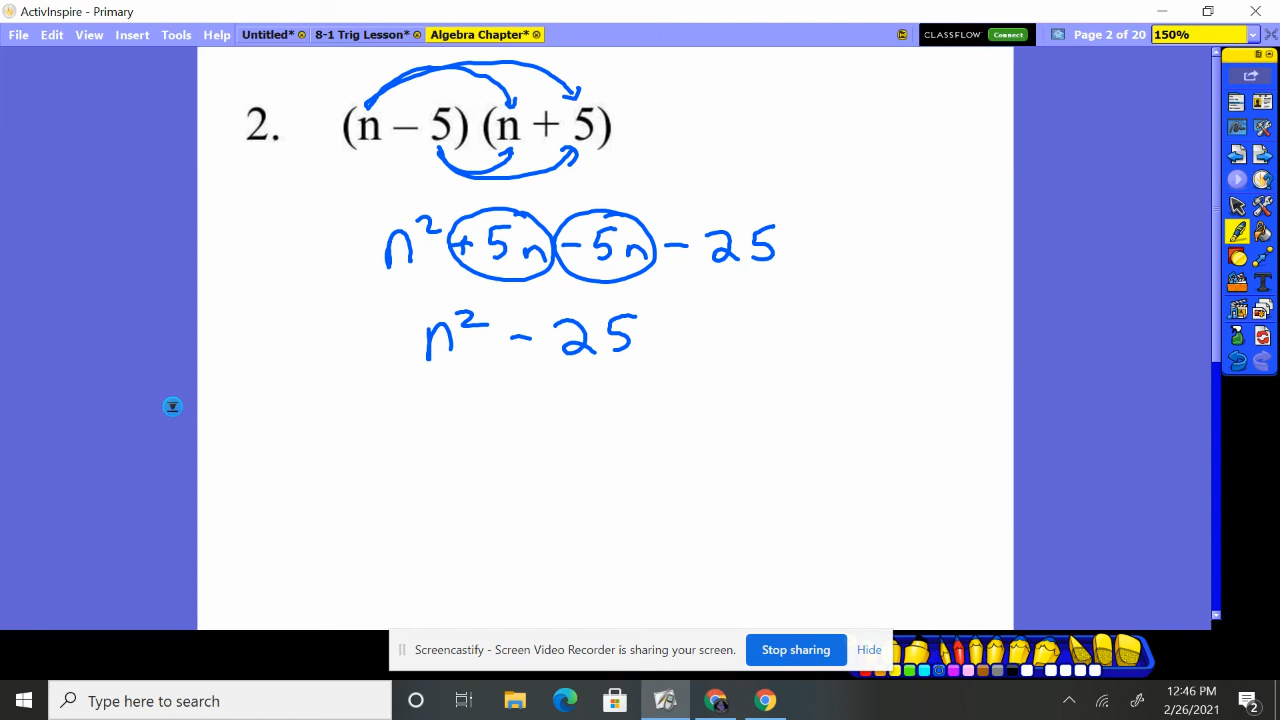 ActivInspire - Primary
File Edit View Insert Tools Help Untitled* 8-1 Trig Lesson* Algebra Chapter* CLASSFLOW Connect Page 2 of 20 150%
2. (n – 5) (n + 5)
n² + 5n - 5n - 25
n² - 25
Screencastify - Screen Video Recorder is sharing your screen. Stop sharing Hide
Type here to search
12:46 PM
2/26/2021
2